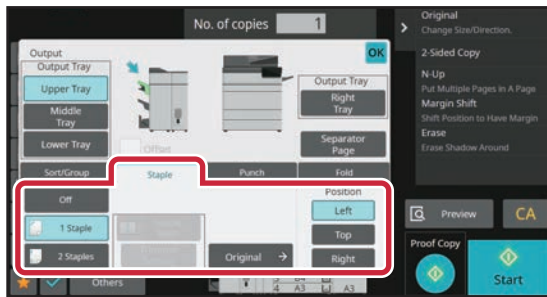 No. of copies 1
Original
Change Size/Direction.
2-Sided Copy
N-Up
Put Multiple Pages in A Page
Margin Shift
Shift Position to Have Margin
Erase
Erase Shadow Around
Output
OK
Output Tray
Upper Tray
Middle
Tray
Lower Tray
Offset
Output Tray
Right
Tray
Separator
Page
Sort/Group
Staple
Punch
Fold
Off
1 Staple
2 Staples
Original →
Position
Left
Top
Right
Preview
CA
Proof Copy
Start
Others
A3
A3